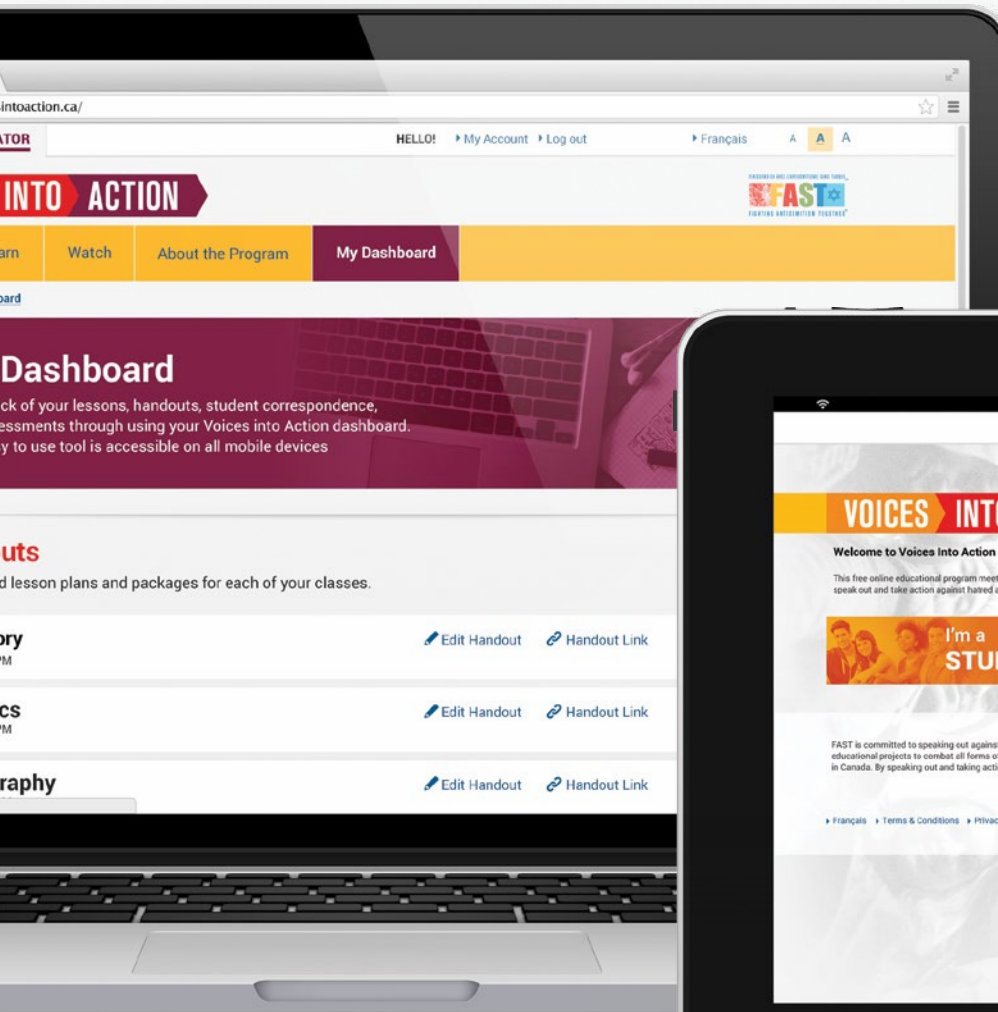 intoaction.ca/
ATOR
HELLO! My Account Log out Français A A A
INTO ACTION
FAST
FIGHTING ANTISEMITISM TOGETHER
arn Watch About the Program My Dashboard
oard
Dashboard
ck of your lessons, handouts, student correspondence,
essments through using your Voices into Action dashboard.
y to use tool is accessible on all mobile devices
outs
d lesson plans and packages for each of your classes.
ory
PM
Edit Handout Handout Link
cs
PM
Edit Handout Handout Link
raphy
Edit Handout Handout Link
VOICES INTO
Welcome to Voices Into Action
This free online educational program meet
speak out and take action against hatred a
I'm a
STU
FAST is committed to speaking out agains
educational projects to combat all forms o
in Canada. By speaking out and taking acti
Français Terms & Conditions Privac